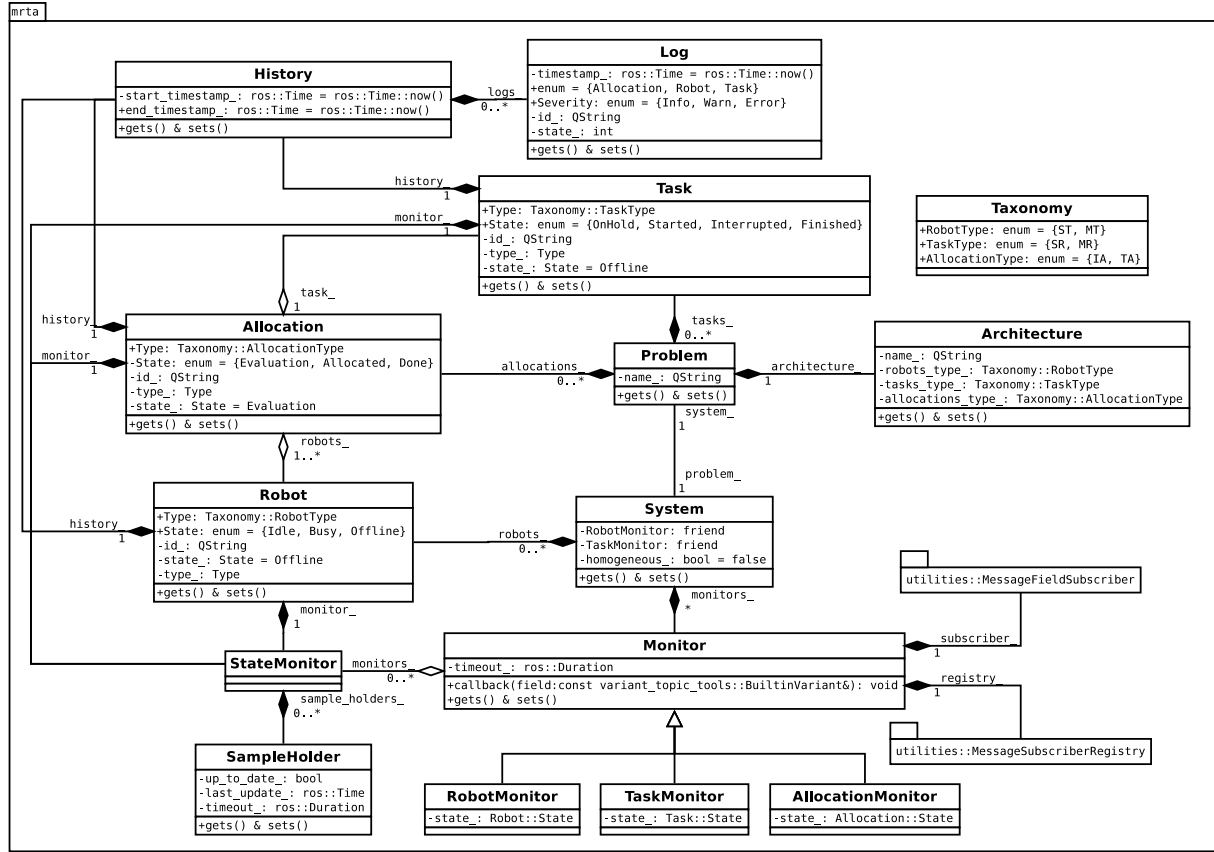 mrta
Log
-timestamp_: ros::Time = ros::Time::now()
+enum = {Allocation, Robot, Task}
+Severity: enum = {Info, Warn, Error}
-id_: QString
-state_: int
+gets() & sets()
History
-start_timestamp_: ros::Time = ros::Time::now()
+end_timestamp_: ros::Time = ros::Time::now()
+gets() & sets()
logs_
0..*
history_
1
monitor_
1
Task
+Type: Taxonomy::TaskType
+State: enum = {OnHold, Started, Interrupted, Finished}
-id_: QString
-type_: Type
-state_: State = Offline
+gets() & sets()
Taxonomy
+RobotType: enum = {ST, MT}
+TaskType: enum = {SR, MR}
+AllocationType: enum = {IA, TA}
task_
1
history_
1
monitor_
1
Allocation
+Type: Taxonomy::AllocationType
-State: enum = {Evaluation, Allocated, Done}
-id_: QString
-type_: Type
-state_: State = Evaluation
+gets() & sets()
allocations_
0..*
tasks_
0..*
Problem
-name_: QString
+gets() & sets()
architecture_
1
Architecture
-name_: QString
-robots_type_: Taxonomy::RobotType
-tasks_type_: Taxonomy::TaskType
-allocations_type_: Taxonomy::AllocationType
+gets() & sets()
system_
1
problem_
1
robots_
1..*
history_
1
Robot
+Type: Taxonomy::RobotType
+State: enum = {Idle, Busy, Offline}
-id_: QString
-state_: State = Offline
-type_: Type
+gets() & sets()
robots_
0..*
System
-RobotMonitor: friend
-TaskMonitor: friend
-homogeneous_: bool = false
+gets() & sets()
utilities::MessageFieldSubscriber
monitor_
1
monitors_
*
StateMonitor
monitors_
0..*
Monitor
-timeout_: ros::Duration
+callback(field:const variant_topic_tools::BuiltinVariant&): void
+gets() & sets()
subscriber_
1
registry_
1
sample_holders_
0..*
utilities::MessageSubscriberRegistry
SampleHolder
-up_to_date_: bool
-last_update_: ros::Time
-timeout_: ros::Duration
+gets() & sets()
RobotMonitor
-state_: Robot::State
TaskMonitor
-state_: Task::State
AllocationMonitor
-state_: Allocation::State